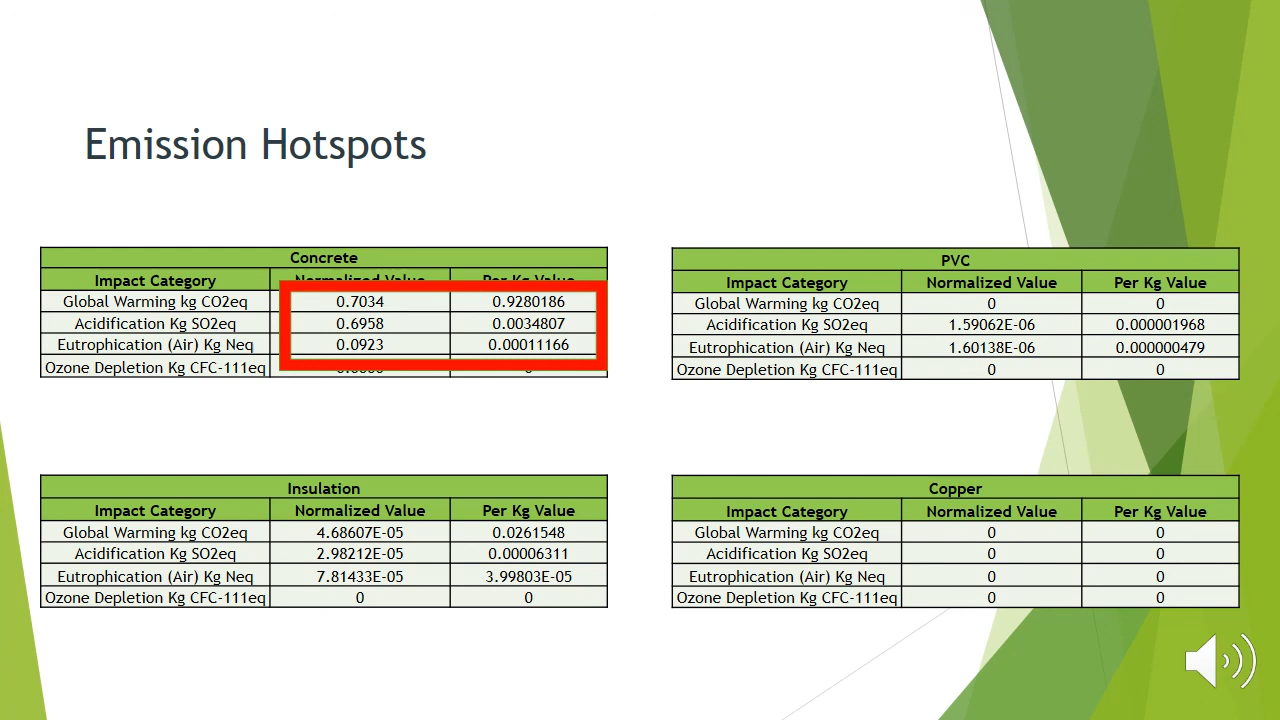 Emission Hotspots
Concrete
Impact Category Normalized Value Per Kg Value
Global Warming kg CO2eq 0.7034 0.9280186
Acidification Kg SO2eq 0.6958 0.0034807
Eutrophication (Air) Kg Neq 0.0923 0.00011166
Ozone Depletion Kg CFC-111eq 0.0000 0
PVC
Impact Category Normalized Value Per Kg Value
Global Warming kg CO2eq 0 0
Acidification Kg SO2eq 1.59062E-06 0.000001968
Eutrophication (Air) Kg Neq 1.60138E-06 0.000000479
Ozone Depletion Kg CFC-111eq 0 0
Insulation
Impact Category Normalized Value Per Kg Value
Global Warming kg CO2eq 4.68607E-05 0.0261548
Acidification Kg SO2eq 2.98212E-05 0.00006311
Eutrophication (Air) Kg Neq 7.81433E-05 3.99803E-05
Ozone Depletion Kg CFC-111eq 0 0
Copper
Impact Category Normalized Value Per Kg Value
Global Warming kg CO2eq 0 0
Acidification Kg SO2eq 0 0
Eutrophication (Air) Kg Neq 0 0
Ozone Depletion Kg CFC-111eq 0 0